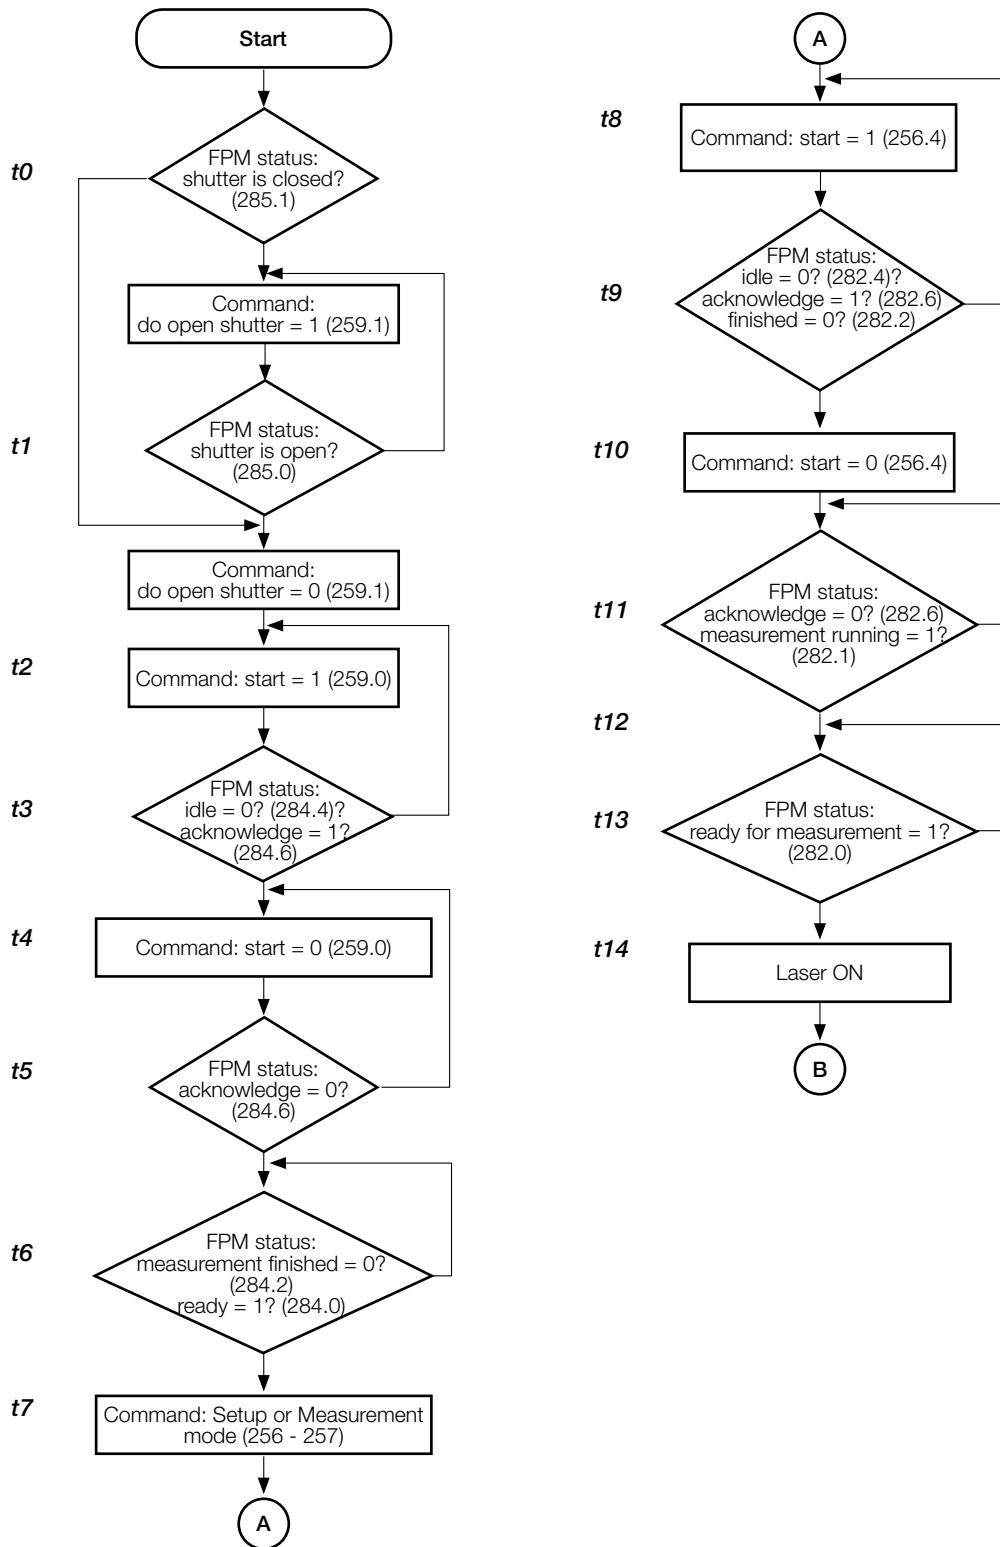 Start
t0
FPM status:
shutter is closed?
(285.1)
Command:
do open shutter = 1 (259.1)
t1
FPM status:
shutter is open?
(285.0)
Command:
do open shutter = 0 (259.1)
t2
Command: start = 1 (259.0)
t3
FPM status:
idle = 0? (284.4)?
acknowledge = 1?
(284.6)
t4
Command: start = 0 (259.0)
t5
FPM status:
acknowledge = 0?
(284.6)
t6
FPM status:
measurement finished = 0?
(284.2)
ready = 1? (284.0)
t7
Command: Setup or Measurement
mode (256 - 257)
A
A
t8
Command: start = 1 (256.4)
t9
FPM status:
idle = 0? (282.4)?
acknowledge = 1? (282.6)
finished = 0? (282.2)
t10
Command: start = 0 (256.4)
t11
FPM status:
acknowledge = 0? (282.6)
measurement running = 1?
(282.1)
t12
t13
FPM status:
ready for measurement = 1?
(282.0)
t14
Laser ON
B